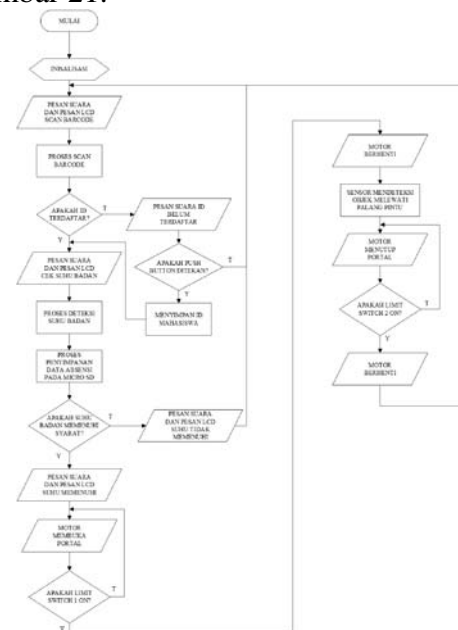 mbar 21.
MULAI
INISIALISASI
PESAN SUARA
DAN PESAN LCD
SCAN BARCODE
PROSES SCAN
BARCODE
APAKAH ID
TERDAFTAR?
T
Y
PESAN SUARA ID
BELUM
TERDAFTAR
APAKAH PUSH
BUTTON DITEKAN?
T
Y
MENYIMPAN ID
MAHASISWA
PESAN SUARA
DAN PESAN LCD
CEK SUHU BADAN
PROSES DETEKSI
SUHU BADAN
PROSES
PENYIMPANAN
DATA ABSENSI
PADA MICRO SD
APAKAH SUHU
BADAN MEMENUHI
SYARAT?
T
Y
PESAN SUARA
DAN PESAN LCD
SUHU TIDAK
MEMENUHI
PESAN SUARA
DAN PESAN LCD
SUHU MEMENUHI
MOTOR
MEMBUKA
PORTAL
APAKAH LIMIT
SWITCH 1 ON?
T
Y
MOTOR
BERHENTI
SENSOR MENDETEKSI
OBJEK MELEWATI
PALANG PINTU
MOTOR
MENUTUP
PORTAL
APAKAH LIMIT
SWITCH 2 ON?
T
Y
MOTOR
BERHENTI